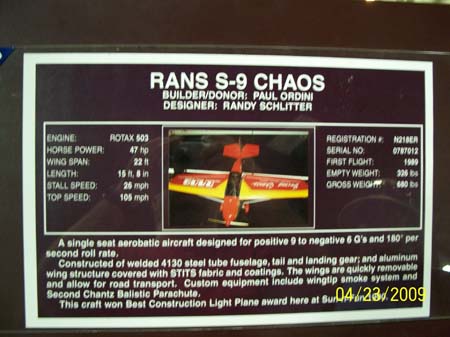 RANS S-9 CHAOS
BUILDER/DONOR: PAUL ORDINI
DESIGNER: RANDY SCHLITTER
ENGINE: ROTAX 503
HORSE POWER: 47 hp
WING SPAN: 22 ft
LENGTH: 15 ft, 8 in
STALL SPEED: 26 mph
TOP SPEED: 105 mph
REGISTRATION #: N218ER
SERIAL NO: 0787012
FIRST FLIGHT: 1989
EMPTY WEIGHT: 326 lbs
GROSS WEIGHT: 680 lbs
A single seat aerobatic aircraft designed for positive 9 to negative 6 G's and 180° per
second roll rate.
Constructed of welded 4130 steel tube fuselage, tail and landing gear; and aluminum
wing structure covered with STITS fabric and coatings. The wings are quickly removable
and allow for road transport. Custom equipment include wingtip smoke system and
Second Chantz Balistic Parachute.
This craft won Best Construction Light Plane award here at Sun
04/23/2009